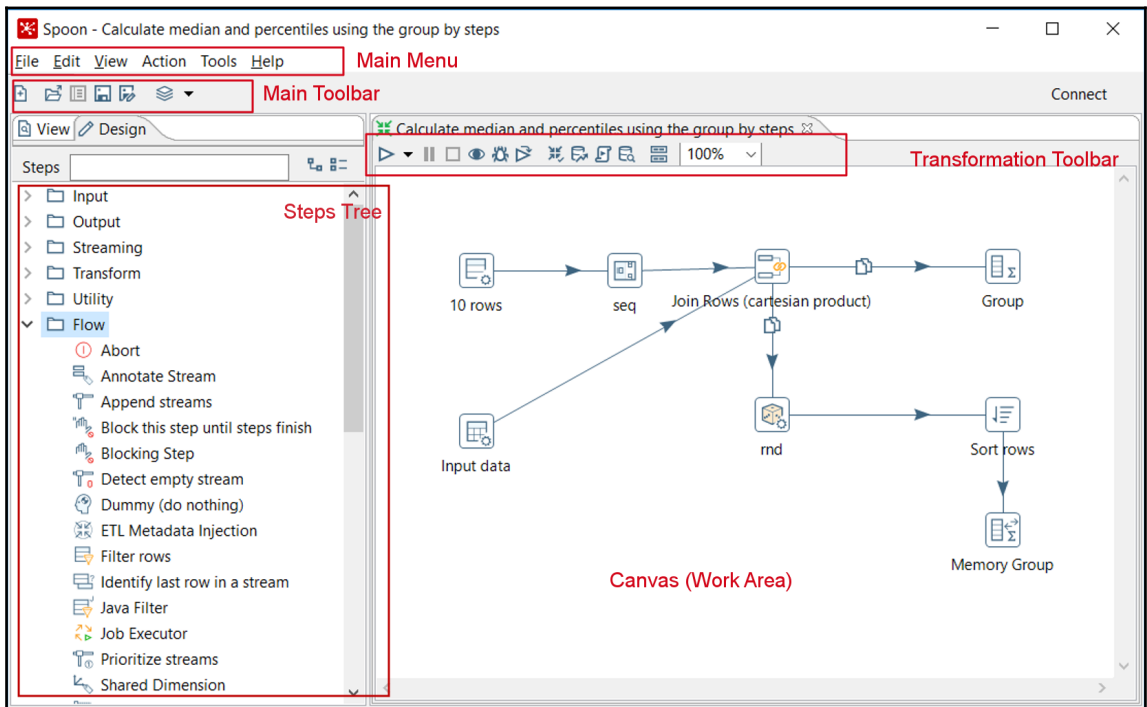 Spoon - Calculate median and percentiles using the group by steps
File Edit View Action Tools Help
Main Menu
Main Toolbar
Connect
View
Design
Calculate median and percentiles using the group by steps
Steps
100%
Transformation Toolbar
Steps Tree
Input
Output
Streaming
Transform
Utility
Flow
Abort
Annotate Stream
Append streams
Block this step until steps finish
Blocking Step
Detect empty stream
Dummy (do nothing)
ETL Metadata Injection
Filter rows
Identify last row in a stream
Java Filter
Job Executor
Prioritize streams
Shared Dimension
10 rows
seq
Join Rows (cartesian product)
Group
Input data
rnd
Sort rows
Memory Group
Canvas (Work Area)